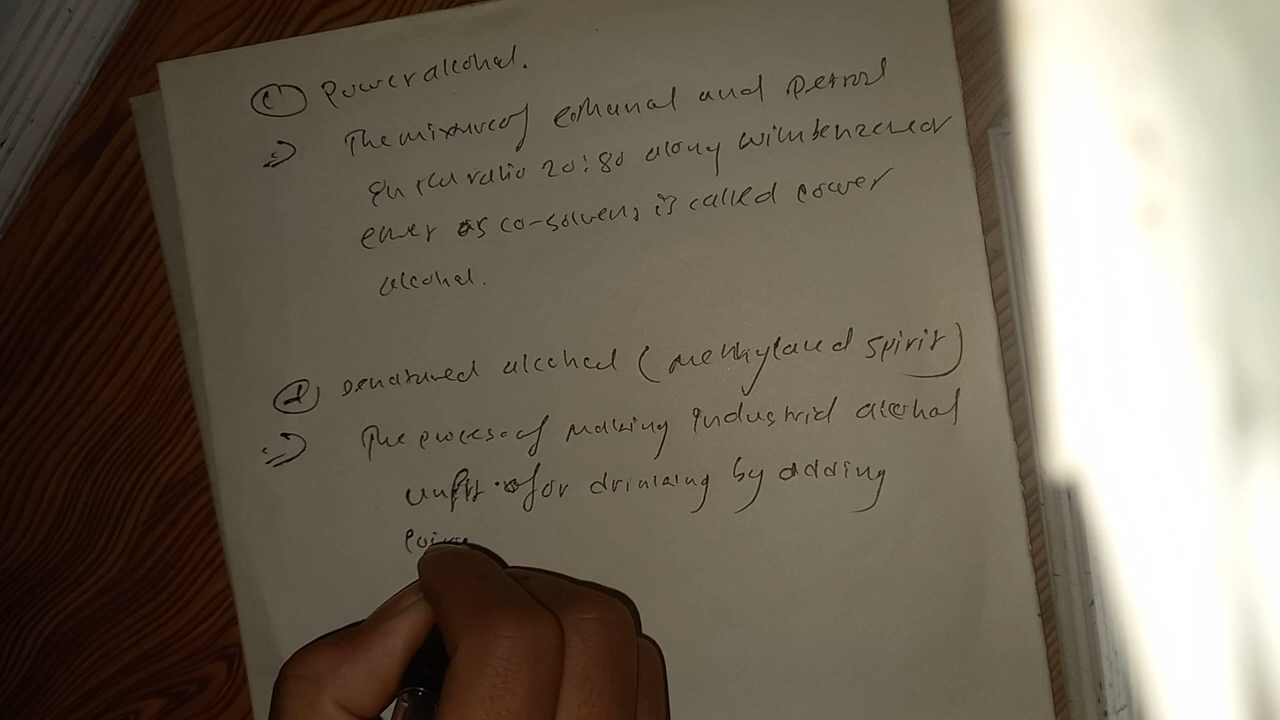 ① Power alcohol.
⇒ The mixture of ethanal and petrol
in the ratio 20:80 along with benzene or
ether as co-solvent is called power
alcohol.
② Denatured alcohol (methylated spirit)
⇒ The process of making industrial alcohol
unfit for drinking by adding